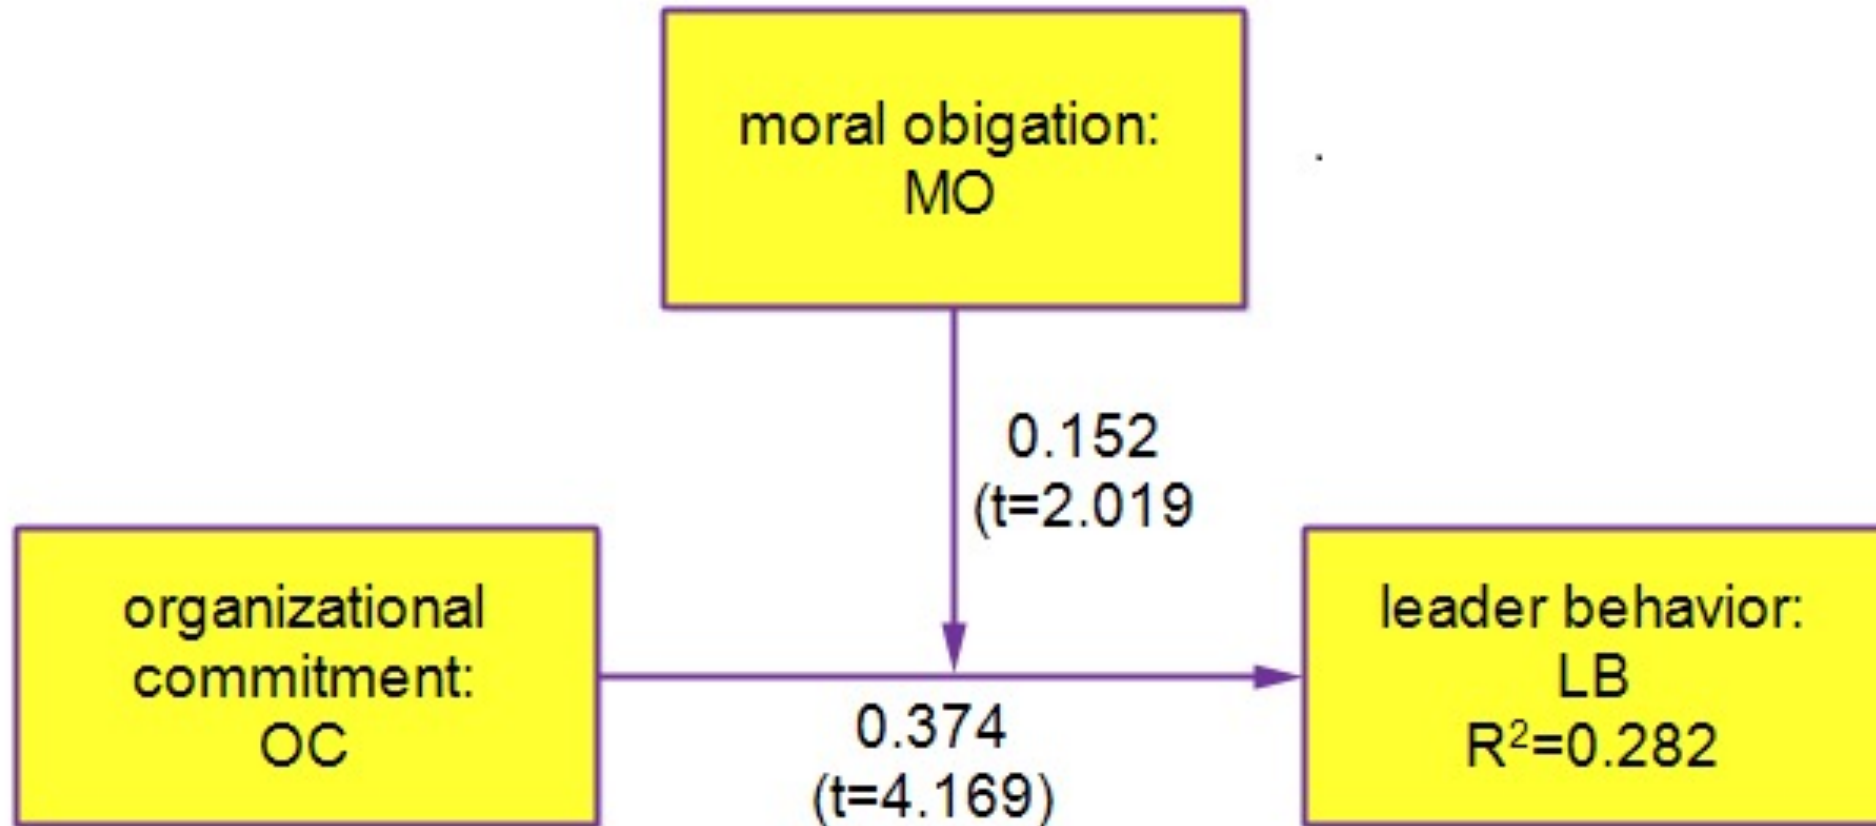 moral obigation:
MO
0.152
(t=2.019
organizational
commitment:
OC
0.374
(t=4.169)
leader behavior:
LB
R²=0.282